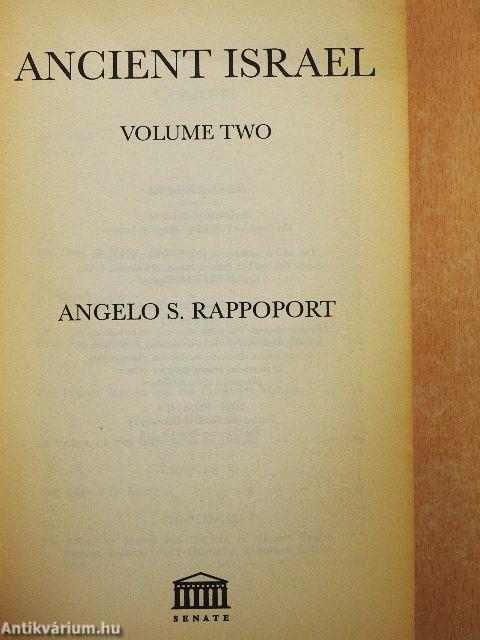 ANCIENT ISRAEL
VOLUME TWO
ANGELO S. RAPPOPORT
SENATE
Antikvárium.hu